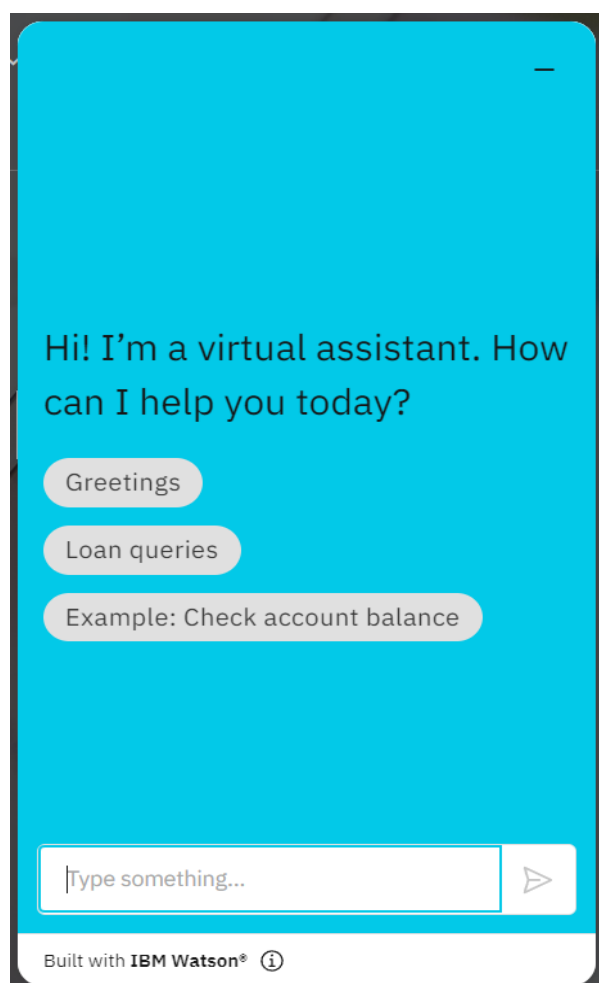 Hi! I’m a virtual assistant. How
can I help you today?
Greetings
Loan queries
Example: Check account balance
Type something...
Built with IBM Watson®